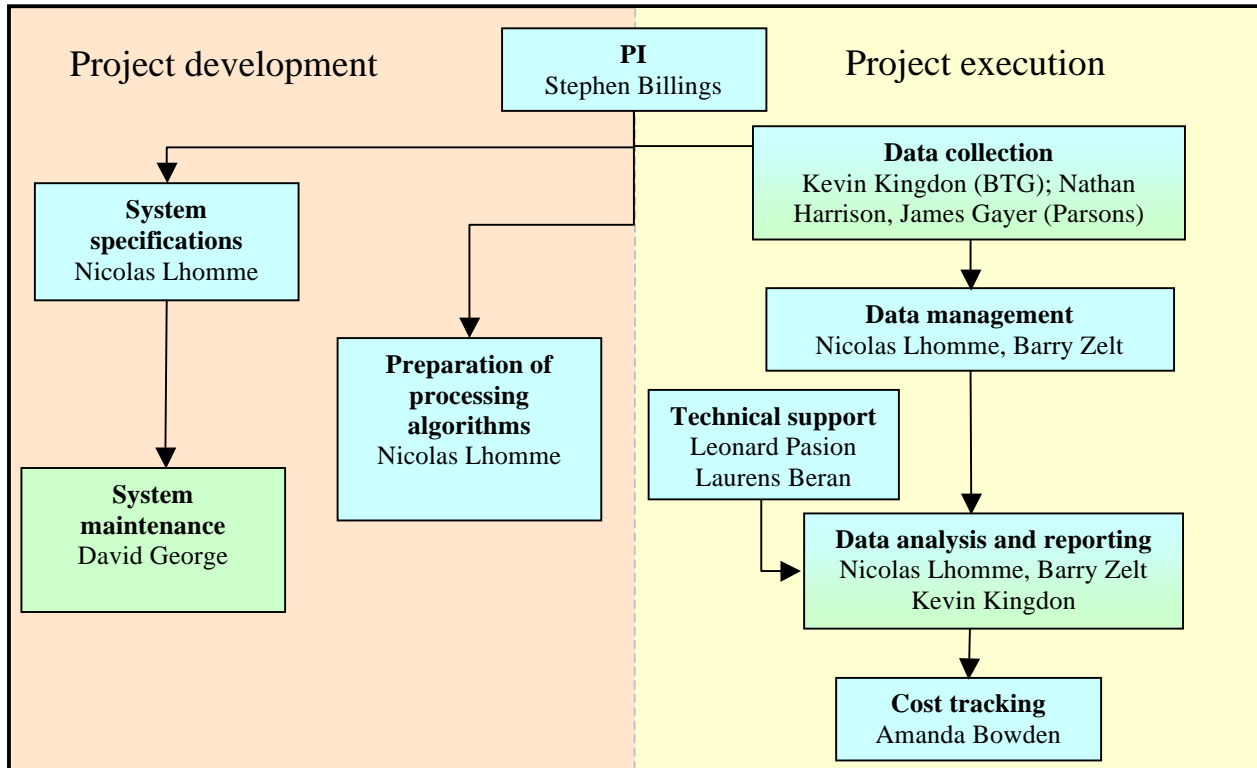 Project development
PI
Stephen Billings
Project execution
System
specifications
Nicolas Lhomme
System
maintenance
David George
Preparation of
processing
algorithms
Nicolas Lhomme
Data collection
Kevin Kingdon (BTG); Nathan
Harrison, James Gayer (Parsons)
Data management
Nicolas Lhomme, Barry Zelt
Technical support
Leonard Pasion
Laurens Beran
Data analysis and reporting
Nicolas Lhomme, Barry Zelt
Kevin Kingdon
Cost tracking
Amanda Bowden